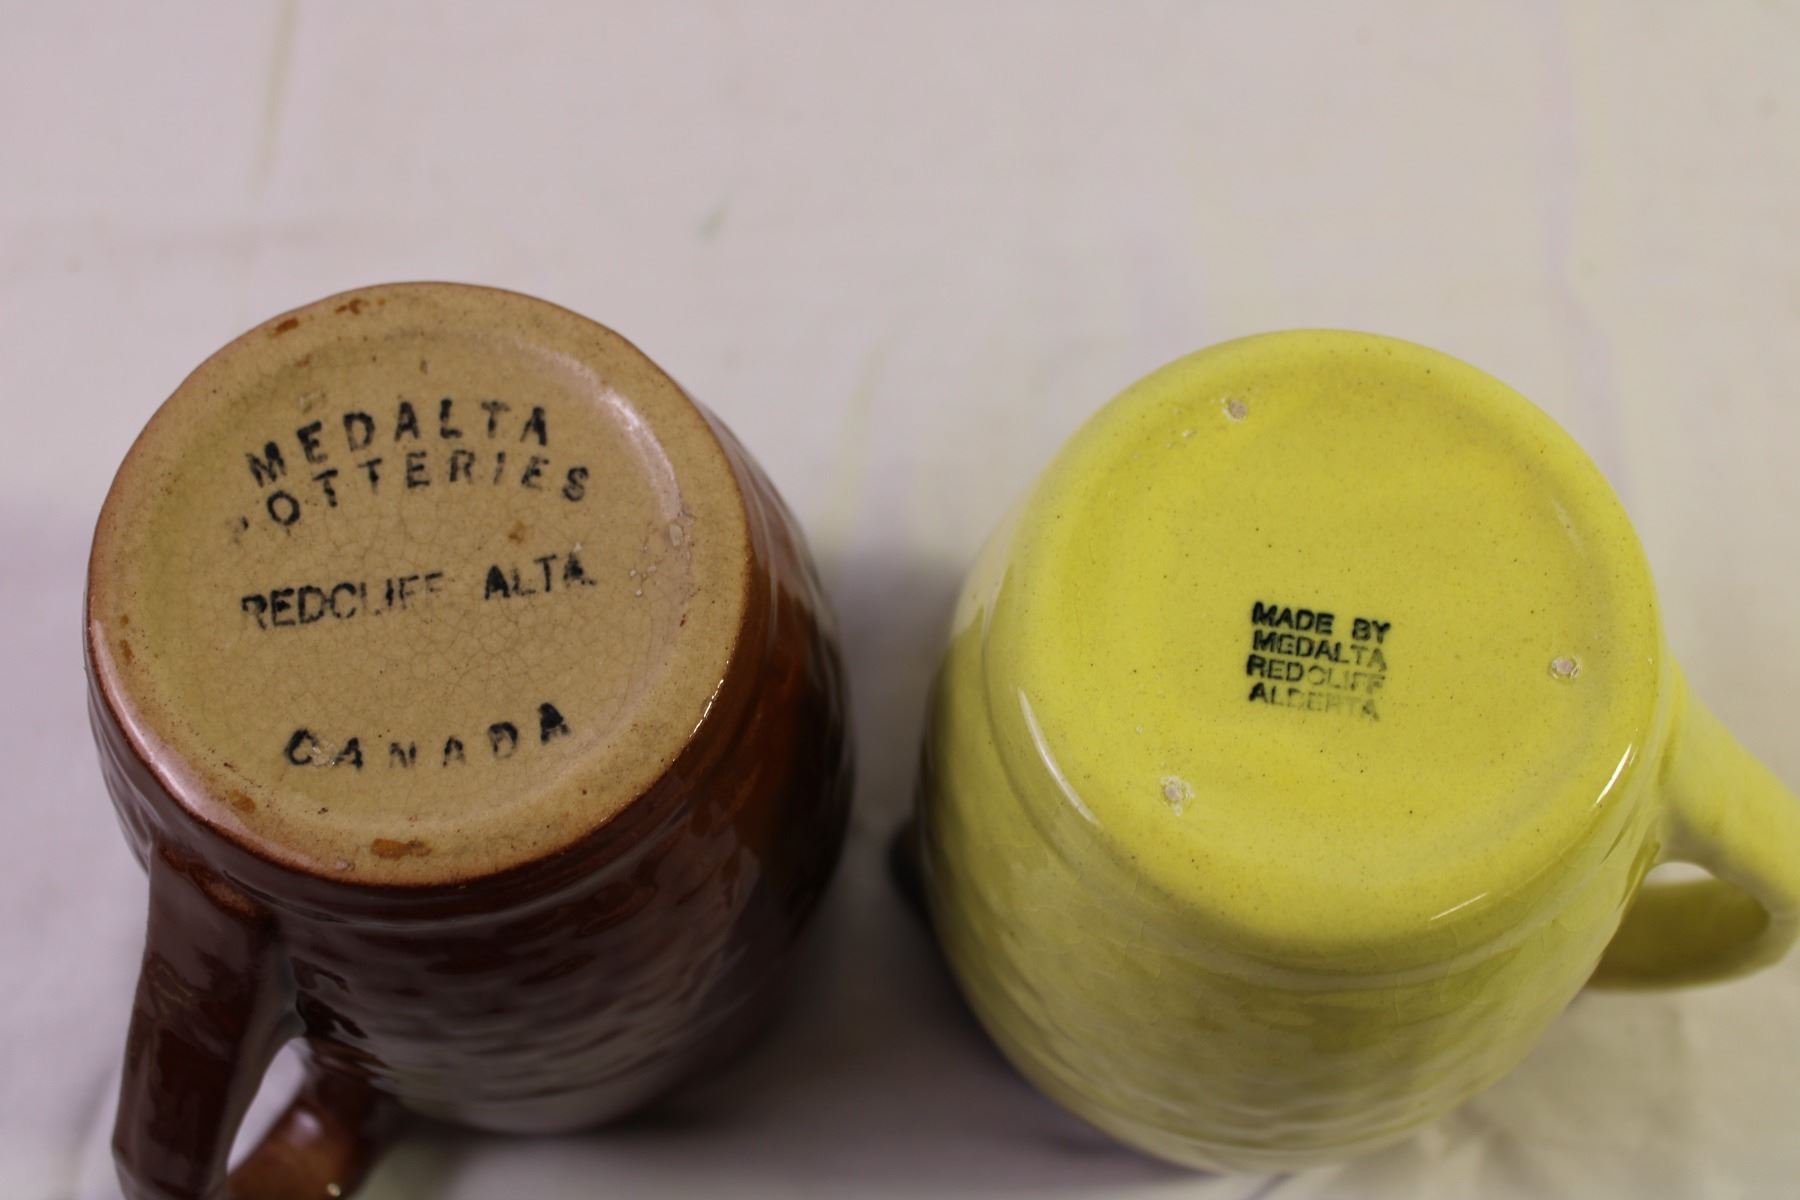 MEDALTA
POTTERIES
REDCLIFF ALTA.
CANADA
MADE BY
MEDALTA
REDCLIFF
ALBERTA